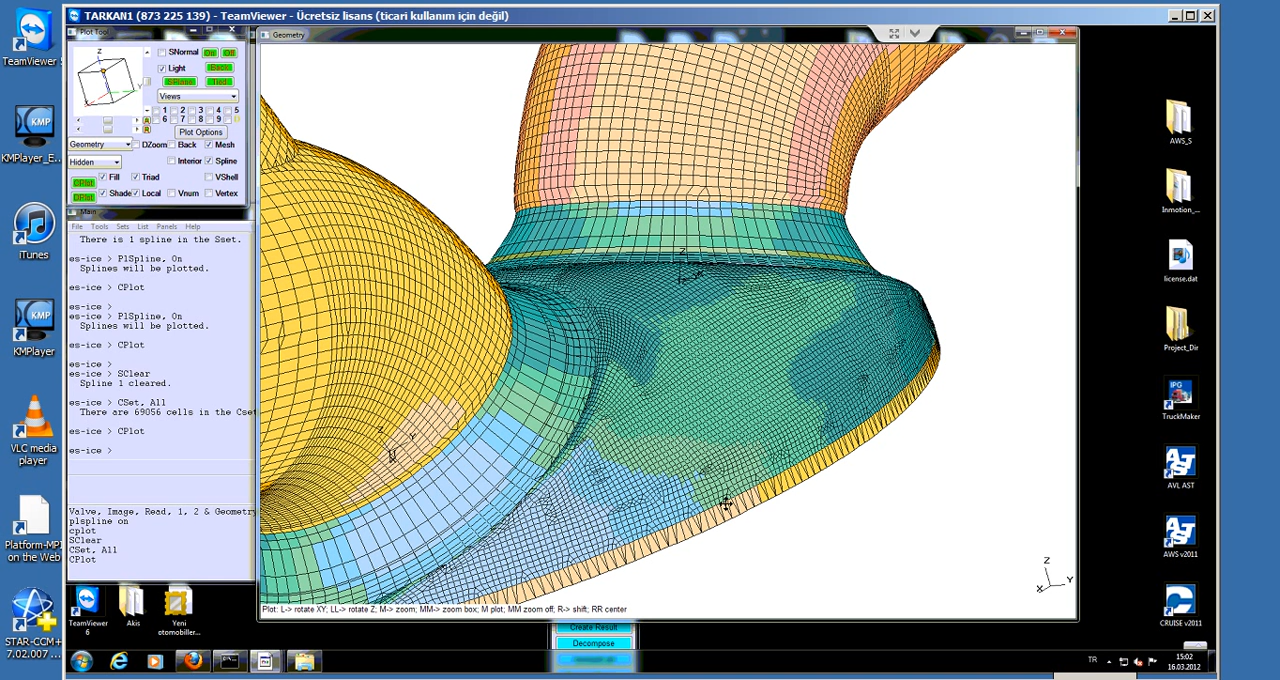 TARKAN1 (873 225 139) - TeamViewer - Ücretsiz lisans (ticari kullanım için değil)
TeamViewer
KMPlayer_E...
iTunes
KMPlayer
VLC media
player
Platform-MPI
on the Web
STAR-CCM+
7.02.007 ...
Plot Tool
Z
Y
X
SNormal
On
Off
Light
Back
Views
1 2 3 4 5
6 7 8 9
A
R
Plot Options
Geometry
DZoom
Back
Mesh
Hidden
Interior
Spline
Fill
Triad
VShell
CPlot
Shade
Local
Vnum
Vertex
Main
File Tools Sets List Panels Help
There is 1 spline in the Sset.
es-ice > PlSpline, On
Splines will be plotted.
es-ice > CPlot
es-ice >
es-ice > PlSpline, On
Splines will be plotted.
es-ice > CPlot
es-ice >
es-ice > SClear
Spline 1 cleared.
es-ice > CSet, All
There are 69056 cells in the Cset
es-ice > CPlot
es-ice >
Valve, Image, Read, 1, 2 & Geometry
plspline on
cplot
SClear
CSet, All
CPlot
Geometry
Z
Z
Y
Z
Y
X
Plot: L-> rotate XY; LL-> rotate Z; M-> zoom; MM-> zoom box; M plot; MM zoom off; R-> shift; RR center
Create Result
Decompose
AWS_S
Inmotion_...
license.dat
Project_Dir
IPG
TruckMaker
AST
AVL AST
AST
AWS v2011
CRUISE v2011
TeamViewer
6
Akis
Yeni
otomobiller...
TR
15:02
16.03.2012